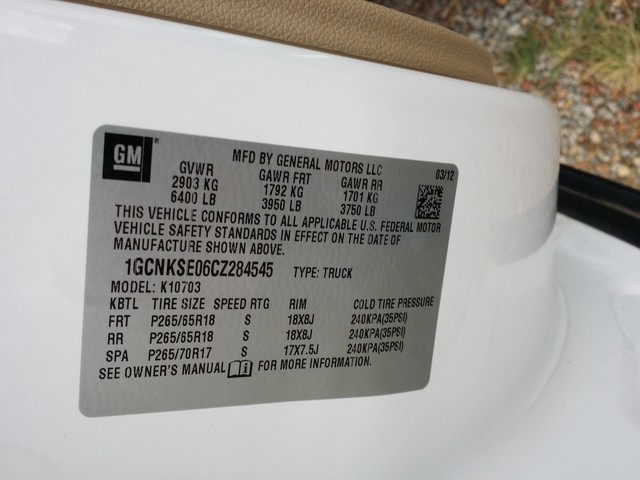 GM
MFD BY GENERAL MOTORS LLC 03/12
GVWR GAWR FRT GAWR RR
2903 KG 1792 KG 1701 KG
6400 LB 3950 LB 3750 LB
THIS VEHICLE CONFORMS TO ALL APPLICABLE U.S. FEDERAL MOTOR
VEHICLE SAFETY STANDARDS IN EFFECT ON THE DATE OF
MANUFACTURE SHOWN ABOVE.
1GCNKSE06CZ284545 TYPE: TRUCK
MODEL: K10703
KBTL TIRE SIZE SPEED RTG RIM COLD TIRE PRESSURE
FRT P265/65R18 S 18X8J 240KPA(35PSI)
RR P265/65R18 S 18X8J 240KPA(35PSI)
SPA P265/70R17 S 17X7.5J 240KPA(35PSI)
SEE OWNER'S MANUAL FOR MORE INFORMATION.